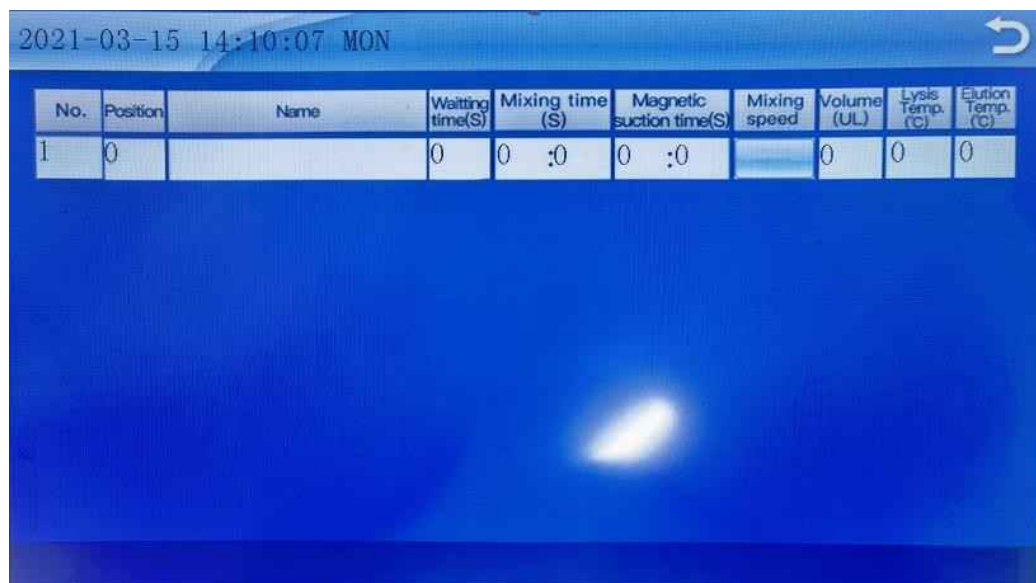 2021-03-15 14:10:07 MON
No. Position Name Waitting time(S) Mixing time (S) Magnetic suction time(S) Mixing speed Volume (UL) Lysis Temp. (℃) Elution Temp. (℃)
1 0 0 0 :0 0 :0 0 0 0